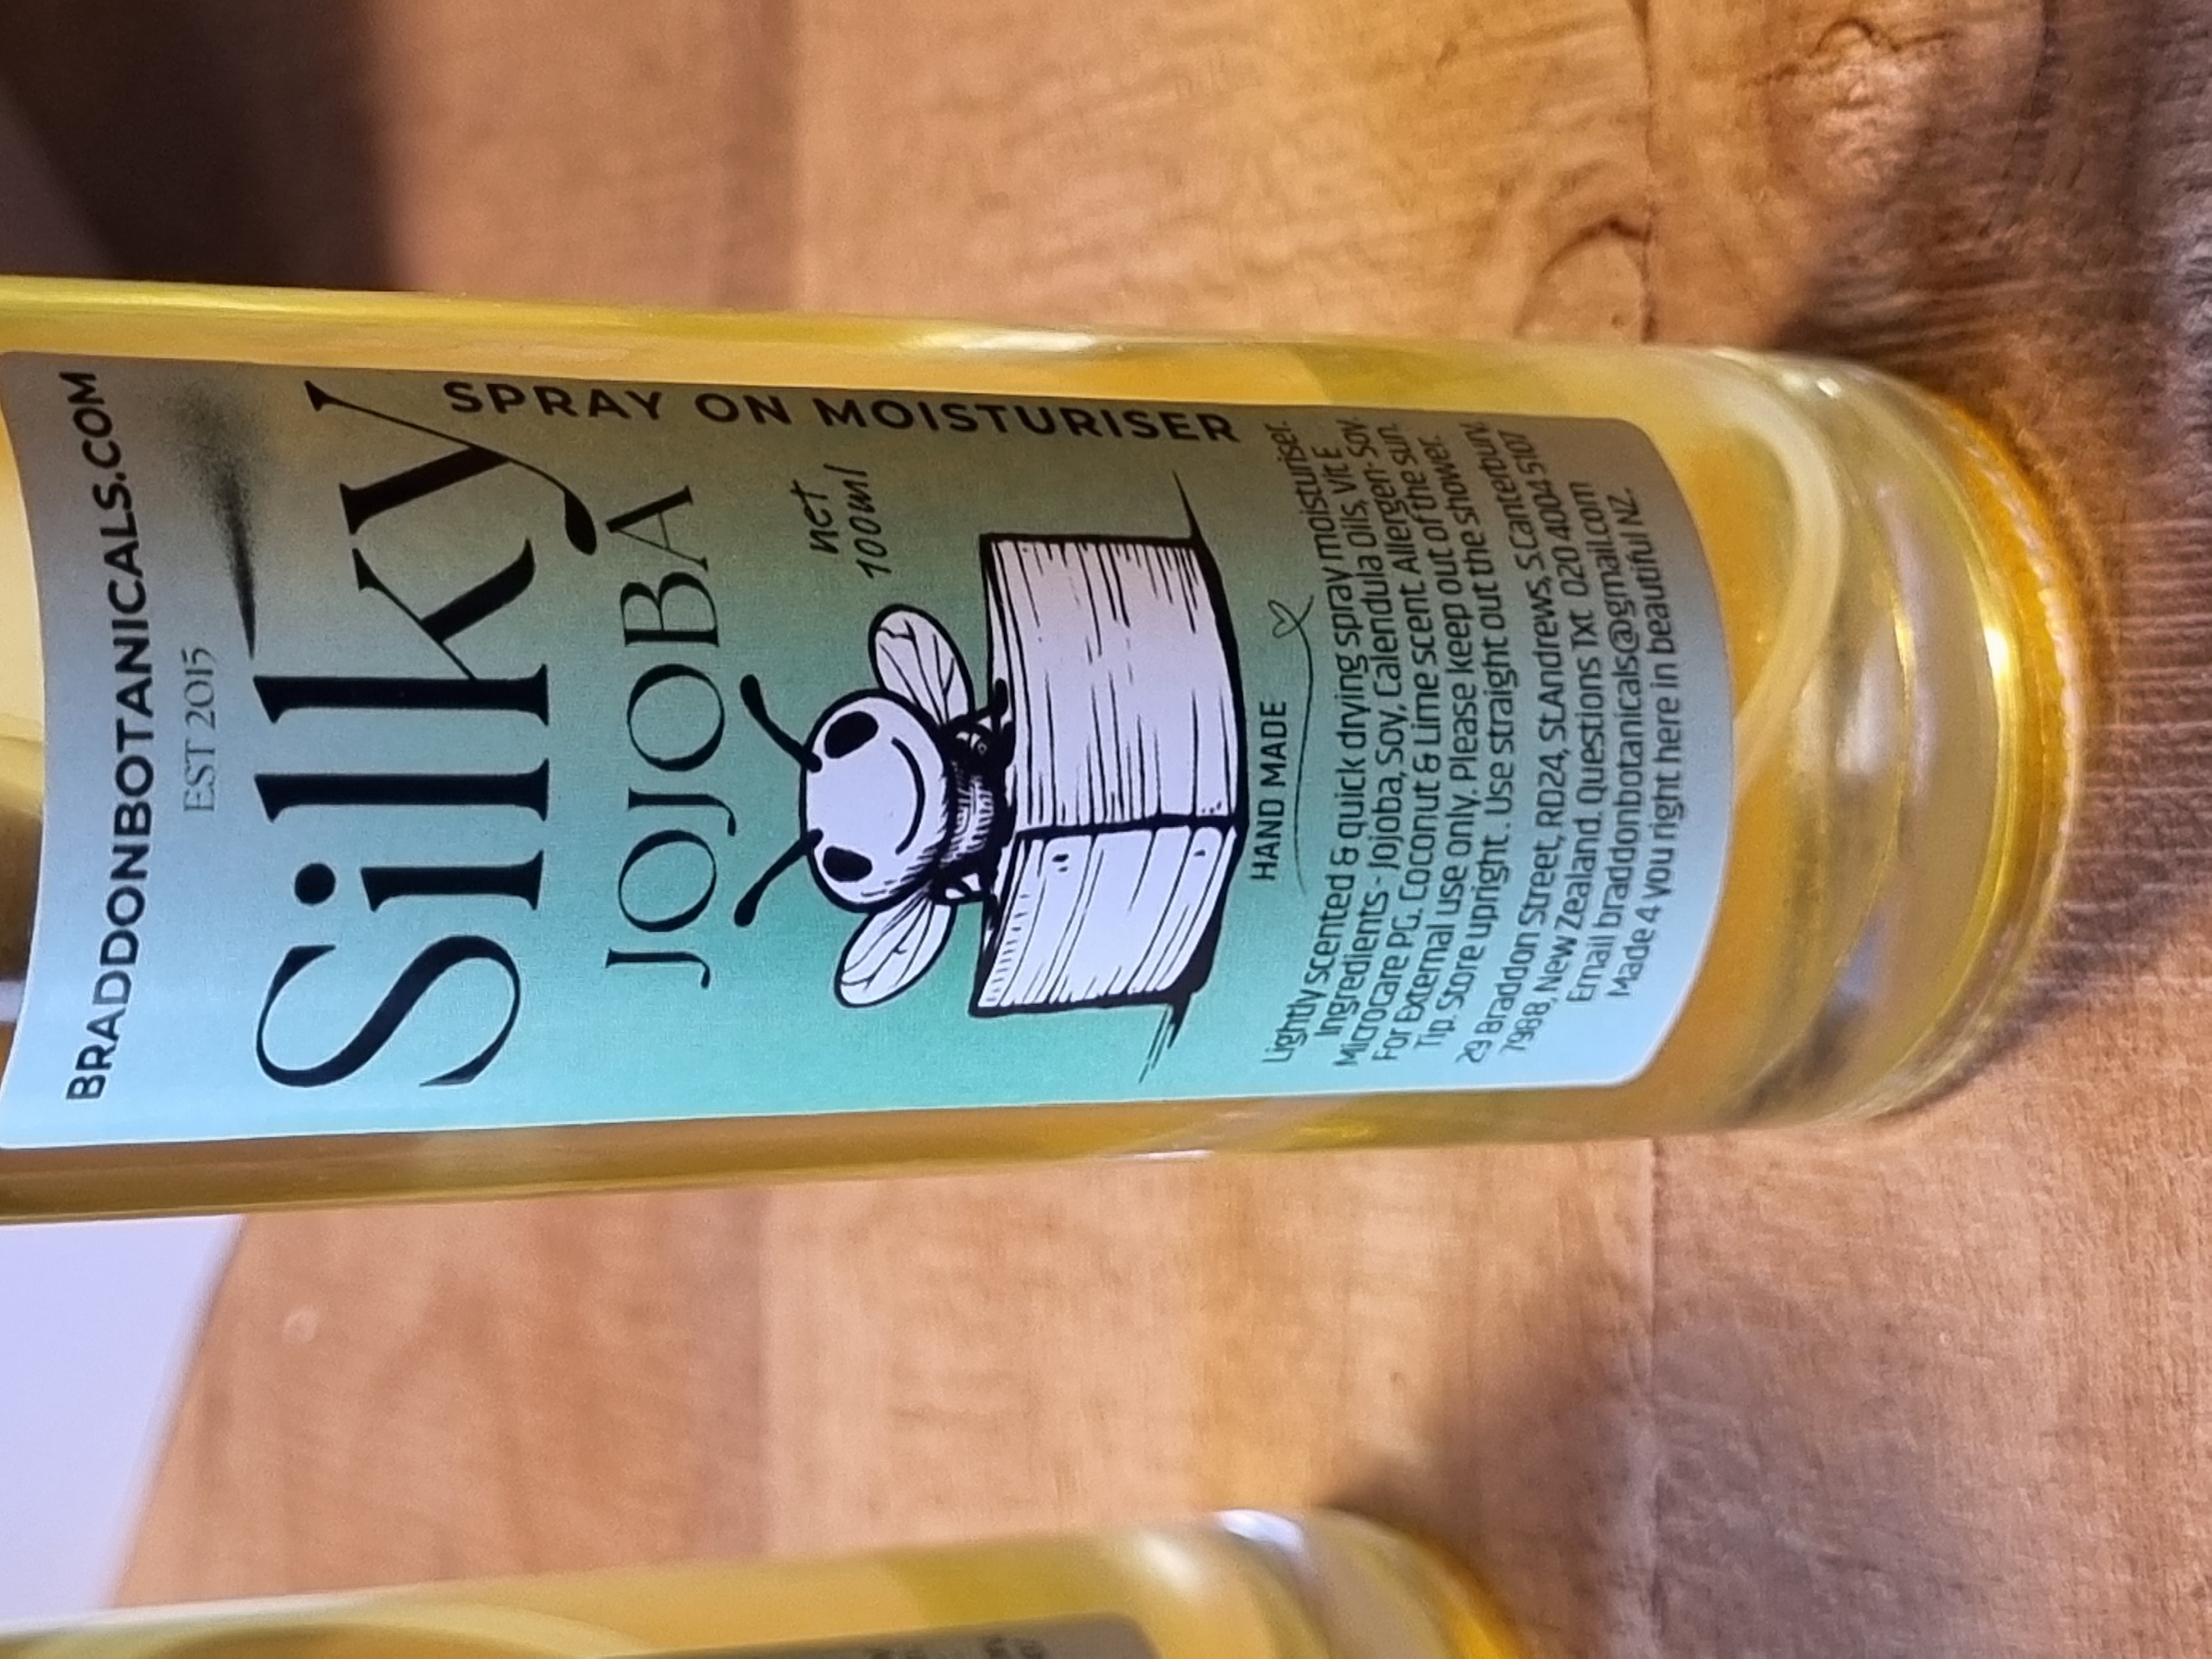 BRADDONBOTANICALS.COM
EST 2015
Silky
JOJOBA
SPRAY ON MOISTURISER
net
100ml
HAND MADE
Lightly scented & quick drying spray moisturiser.
Ingredients - Jojoba, Soy, Calendula oils, Vit E
Microcare PG. Coconut & Lime scent. Allergen- Soy.
For External use only. Please keep out of the sun.
Tip. Store upright. Use straight out the shower.
29 Braddon Street, RD24, St.Andrews, S.Canterbury.
7988, New Zealand. Questions Txt 020 4004 5107
Email braddonbotanicals@gmail.com
Made 4 you right here in beautiful NZ.